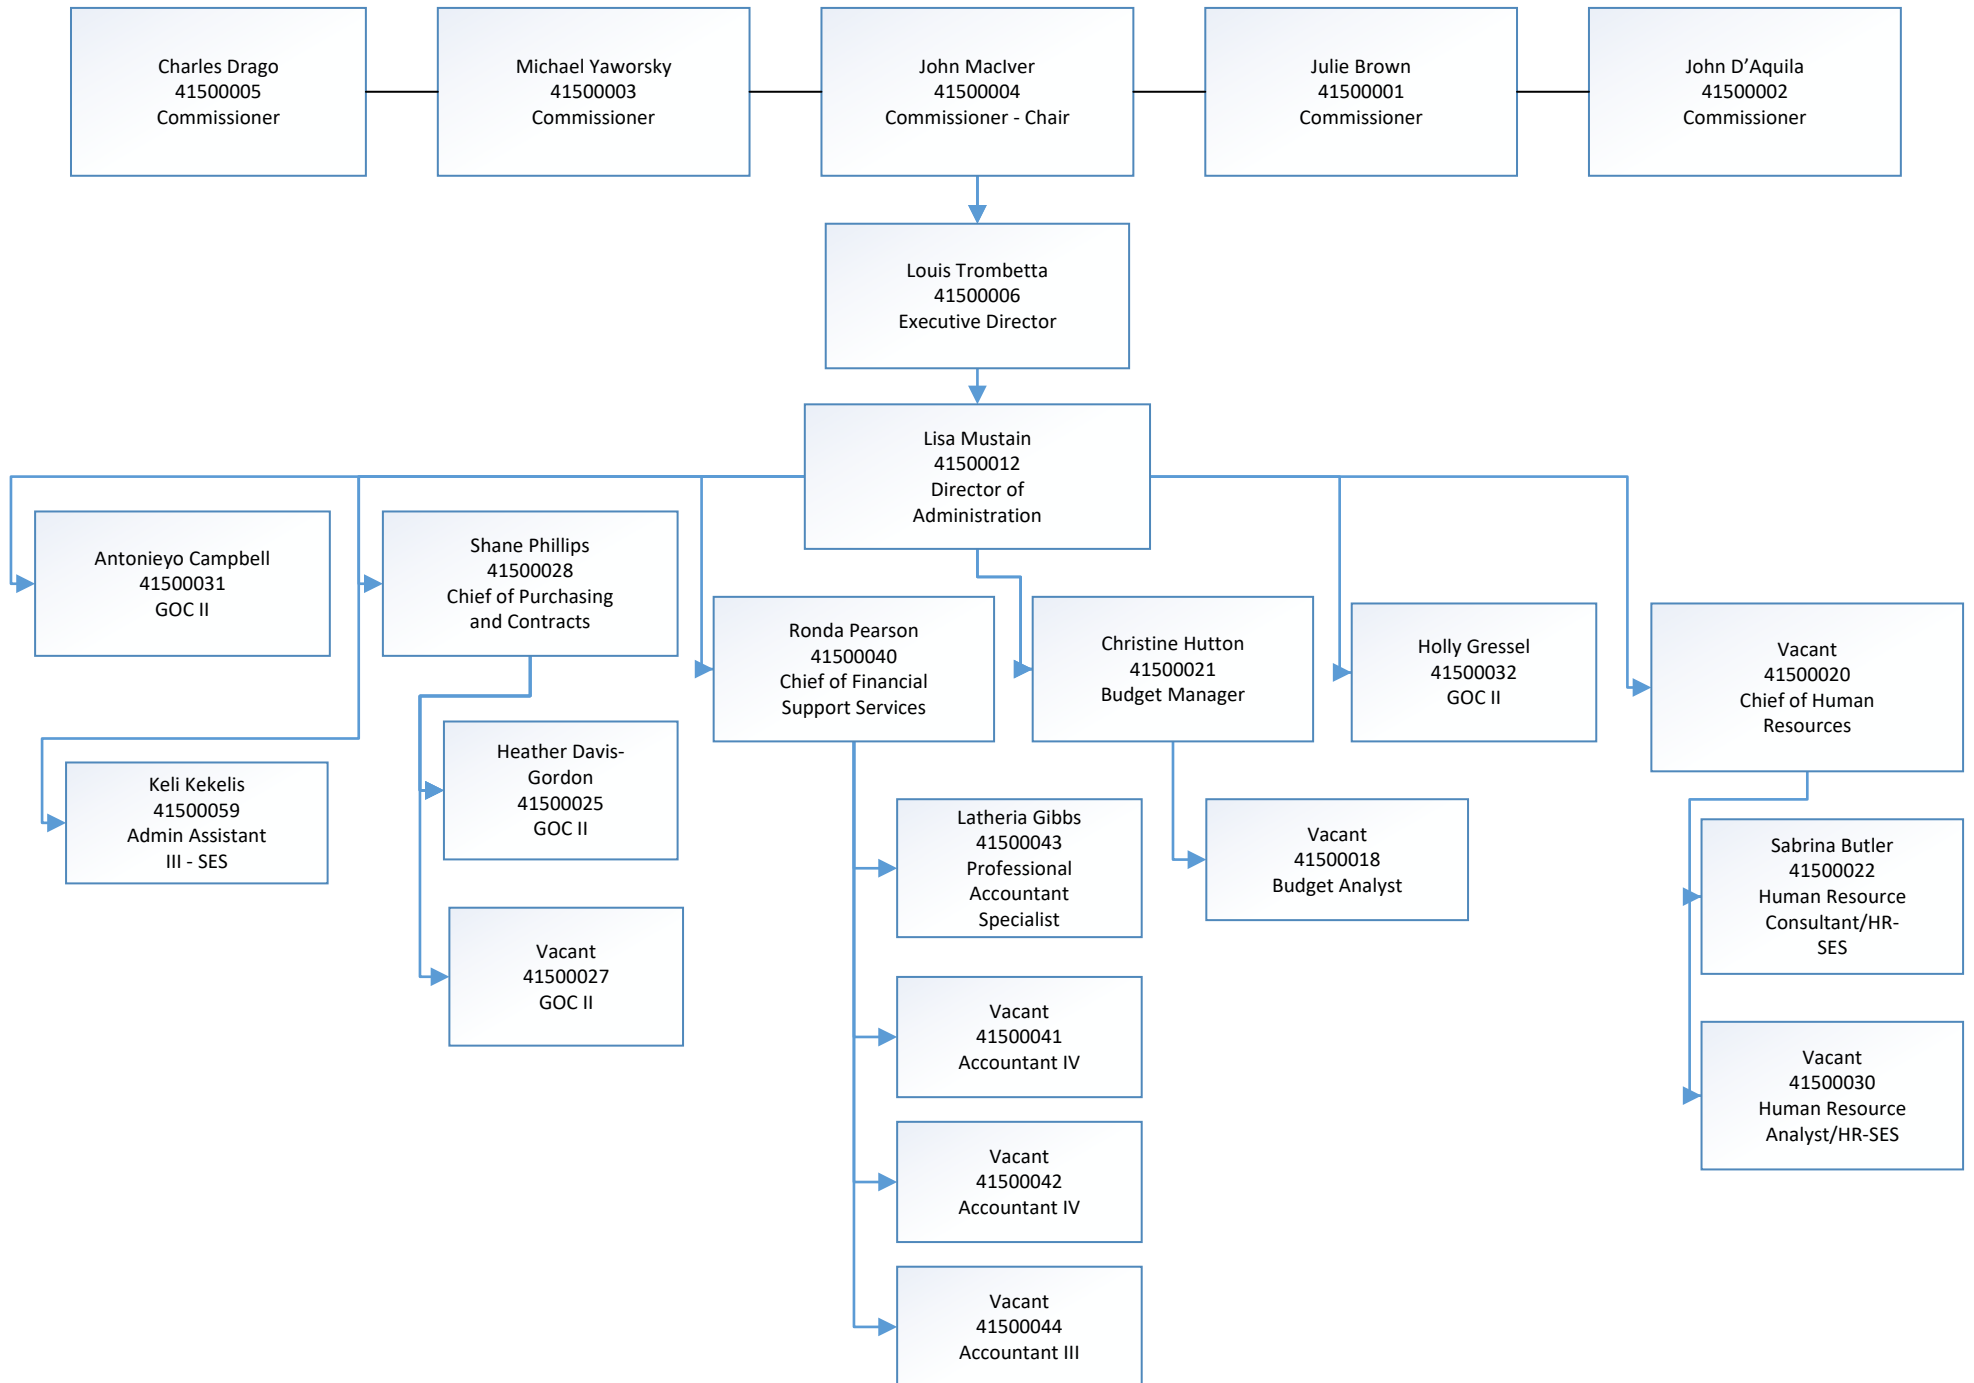 Charles Drago
41500005
Commissioner
Michael Yaworsky
41500003
Commissioner
John MacIver
41500004
Commissioner - Chair
Julie Brown
41500001
Commissioner
John D’Aquila
41500002
Commissioner
Louis Trombetta
41500006
Executive Director
Lisa Mustain
41500012
Director of
Administration
Antonieyo Campbell
41500031
GOC II
Shane Phillips
41500028
Chief of Purchasing
and Contracts
Ronda Pearson
41500040
Chief of Financial
Support Services
Christine Hutton
41500021
Budget Manager
Holly Gressel
41500032
GOC II
Vacant
41500020
Chief of Human
Resources
Keli Kekelis
41500059
Admin Assistant
III - SES
Heather Davis-
Gordon
41500025
GOC II
Vacant
41500027
GOC II
Latheria Gibbs
41500043
Professional
Accountant
Specialist
Vacant
41500041
Accountant IV
Vacant
41500042
Accountant IV
Vacant
41500044
Accountant III
Vacant
41500018
Budget Analyst
Sabrina Butler
41500022
Human Resource
Consultant/HR-
SES
Vacant
41500030
Human Resource
Analyst/HR-SES